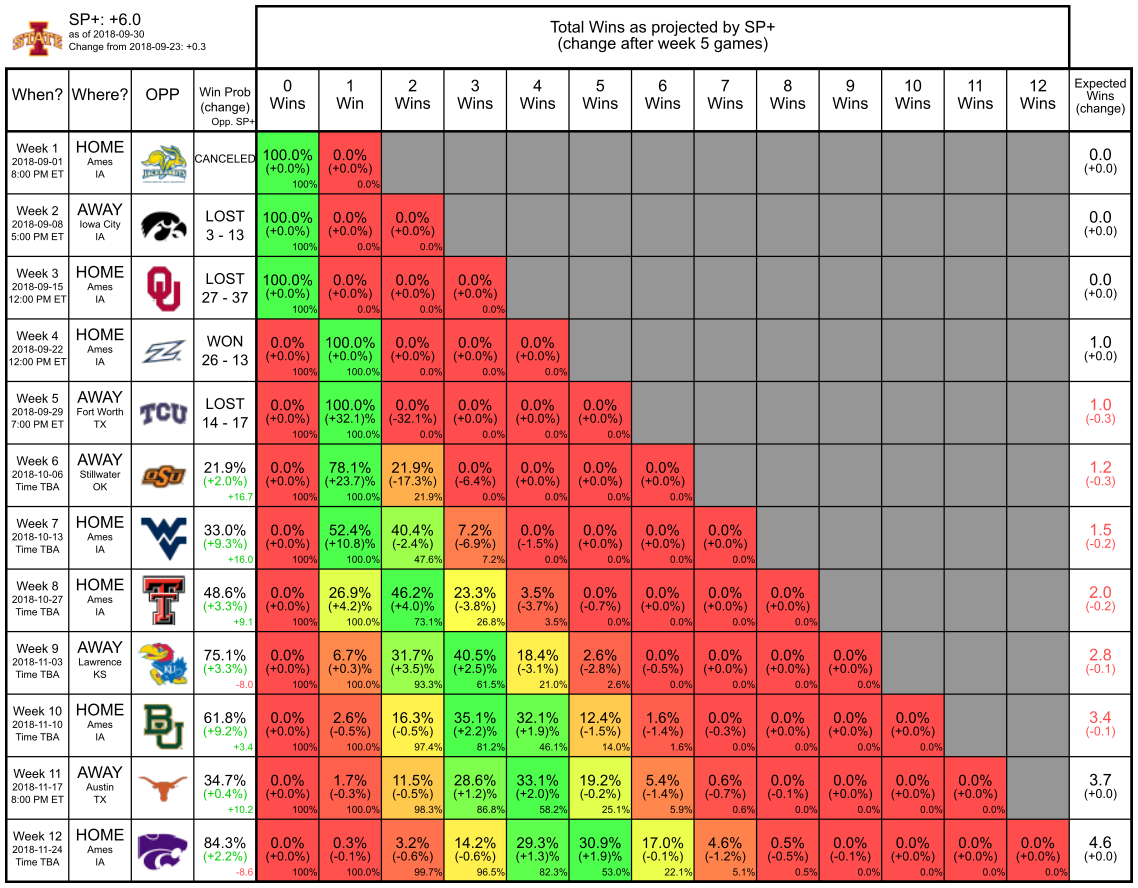 STATE
SP+: +6.0
as of 2018-09-30
Change from 2018-09-23: +0.3
Total Wins as projected by SP+
(change after week 5 games)
When? Where? OPP Win Prob (change) Opp. SP+ 0 Wins 1 Win 2 Wins 3 Wins 4 Wins 5 Wins 6 Wins 7 Wins 8 Wins 9 Wins 10 Wins 11 Wins 12 Wins Expected Wins (change)
Week 1 HOME JACKRABBITS CANCELED 100.0% 0.0% 0.0
2018-09-01 Ames (+0.0%) (+0.0%) (+0.0)
8:00 PM ET IA 100% 0.0%
Week 2 AWAY LOST 100.0% 0.0% 0.0% 0.0
2018-09-08 Iowa City 3 - 13 (+0.0%) (+0.0%) (+0.0%) (+0.0)
5:00 PM ET IA 100% 0.0% 0.0%
Week 3 HOME OU LOST 100.0% 0.0% 0.0% 0.0% 0.0
2018-09-15 Ames 27 - 37 (+0.0%) (+0.0%) (+0.0%) (+0.0%) (+0.0)
12:00 PM ET IA 100% 0.0% 0.0% 0.0%
Week 4 HOME Z WON 0.0% 100.0% 0.0% 0.0% 0.0% 1.0
2018-09-22 Ames 26 - 13 (+0.0%) (+0.0%) (+0.0%) (+0.0%) (+0.0%) (+0.0)
12:00 PM ET IA 100% 100.0% 0.0% 0.0% 0.0%
Week 5 AWAY TCU LOST 0.0% 100.0% 0.0% 0.0% 0.0% 0.0% 1.0
2018-09-29 Fort Worth 14 - 17 (+0.0%) (+32.1)% (-32.1%) (+0.0%) (+0.0%) (+0.0%) (-0.3)
7:00 PM ET TX 100% 100.0% 0.0% 0.0% 0.0% 0.0%
Week 6 AWAY OSU 21.9% 0.0% 78.1% 21.9% 0.0% 0.0% 0.0% 0.0% 1.2
2018-10-06 Stillwater (+2.0%) (+0.0%) (+23.7)% (-17.3%) (-6.4%) (+0.0%) (+0.0%) (+0.0%) (-0.3)
Time TBA OK +16.7 100% 100.0% 21.9% 0.0% 0.0% 0.0% 0.0%
Week 7 HOME WV 33.0% 0.0% 52.4% 40.4% 7.2% 0.0% 0.0% 0.0% 0.0% 1.5
2018-10-13 Ames (+9.3%) (+0.0%) (+10.8)% (-2.4%) (-6.9%) (-1.5%) (+0.0%) (+0.0%) (+0.0%) (-0.2)
Time TBA IA +16.0 100% 100.0% 47.6% 7.2% 0.0% 0.0% 0.0% 0.0%
Week 8 HOME T 48.6% 0.0% 26.9% 46.2% 23.3% 3.5% 0.0% 0.0% 0.0% 0.0% 2.0
2018-10-27 Ames (+3.3%) (+0.0%) (+4.2)% (+4.0)% (-3.8%) (-3.7%) (-0.7%) (+0.0%) (+0.0%) (+0.0%) (-0.2)
Time TBA IA +9.1 100% 100.0% 73.1% 26.8% 3.5% 0.0% 0.0% 0.0% 0.0%
Week 9 AWAY KU 75.1% 0.0% 6.7% 31.7% 40.5% 18.4% 2.6% 0.0% 0.0% 0.0% 0.0% 2.8
2018-11-03 Lawrence (+3.3%) (+0.0%) (+0.3)% (+3.5)% (+2.5)% (-3.1%) (-2.8%) (-0.5%) (+0.0%) (+0.0%) (+0.0%) (-0.1)
Time TBA KS -8.0 100% 100.0% 93.3% 61.5% 21.0% 2.6% 0.0% 0.0% 0.0% 0.0%
Week 10 HOME BU 61.8% 0.0% 2.6% 16.3% 35.1% 32.1% 12.4% 1.6% 0.0% 0.0% 0.0% 0.0% 3.4
2018-11-10 Ames (+9.2%) (+0.0%) (-0.5%) (-0.5%) (+2.2)% (+1.9)% (-1.5%) (-1.4%) (-0.3%) (+0.0%) (+0.0%) (+0.0%) (-0.1)
Time TBA IA +3.4 100% 100.0% 97.4% 81.2% 46.1% 14.0% 1.6% 0.0% 0.0% 0.0% 0.0%
Week 11 AWAY 34.7% 0.0% 1.7% 11.5% 28.6% 33.1% 19.2% 5.4% 0.6% 0.0% 0.0% 0.0% 0.0% 3.7
2018-11-17 Austin (+0.4%) (+0.0%) (-0.3%) (-0.5%) (+1.2)% (+2.0)% (-0.2%) (-1.4%) (-0.7%) (-0.1%) (+0.0%) (+0.0%) (+0.0%) (+0.0)
8:00 PM ET TX +10.2 100% 100.0% 98.3% 86.8% 58.2% 25.1% 5.9% 0.6% 0.0% 0.0% 0.0% 0.0%
Week 12 HOME 84.3% 0.0% 0.3% 3.2% 14.2% 29.3% 30.9% 17.0% 4.6% 0.5% 0.0% 0.0% 0.0% 0.0% 4.6
2018-11-24 Ames (+2.2%) (+0.0%) (-0.1%) (-0.6%) (-0.6%) (+1.3)% (+1.9)% (-0.1%) (-1.2%) (-0.5%) (-0.1%) (+0.0%) (+0.0%) (+0.0%) (+0.0)
Time TBA IA -8.6 100% 100.0% 99.7% 96.5% 82.3% 53.0% 22.1% 5.1% 0.5% 0.0% 0.0% 0.0% 0.0%